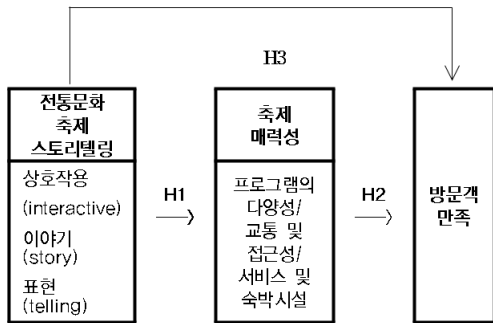 H3
전통문화
축제
스토리텔링
상호작용
(interactive)
이야기
(story)
표현
(telling)
H1
축제
매력성
프로그램의
다양성/
교통 및
접근성/
서비스 및
숙박시설
H2
방문객
만족